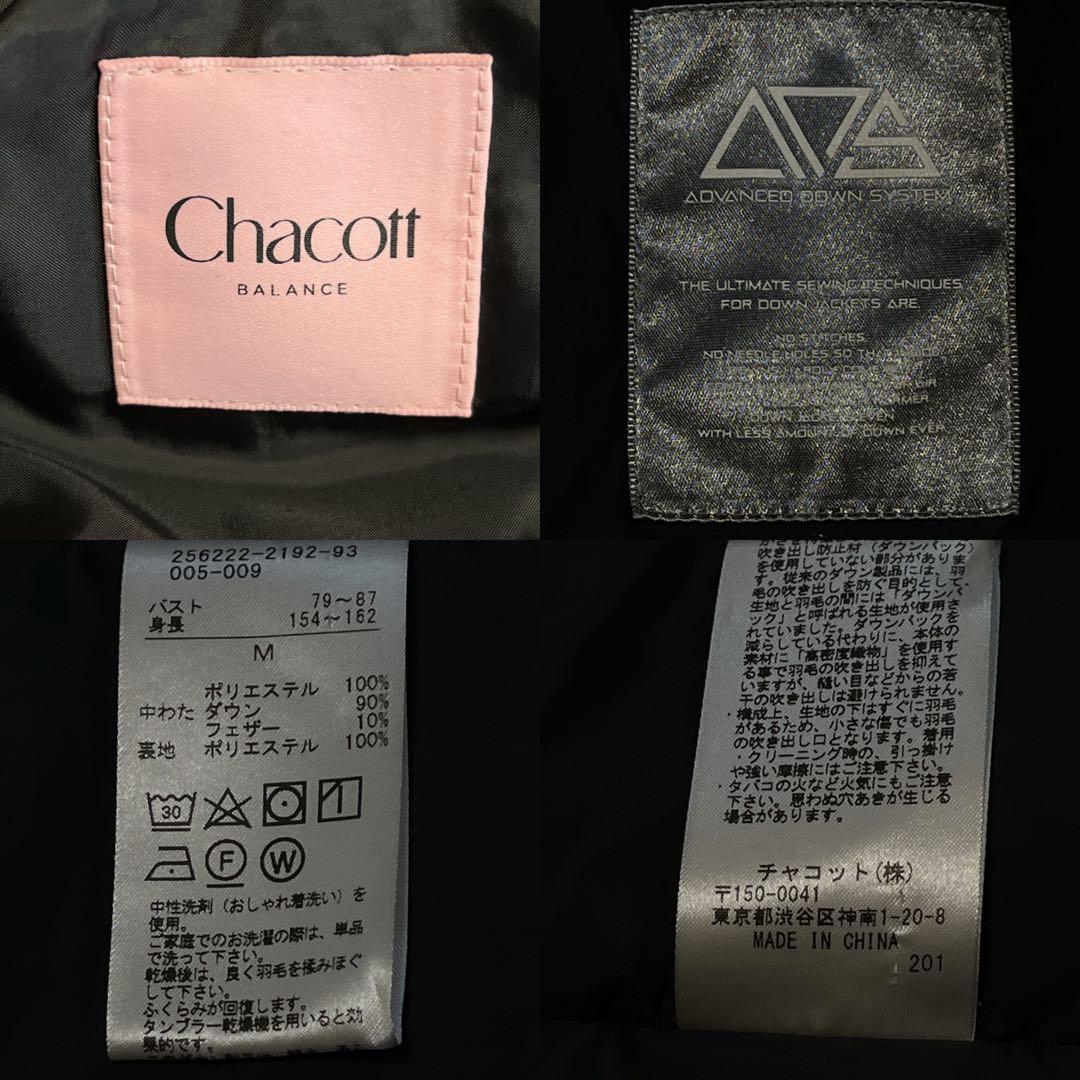 Chacott
BALANCE
ADS
ADVANCED DOWN SYSTEM
THE ULTIMATE SEWING TECHNIQUES
FOR DOWN JACKETS ARE
NO STITCHES
NO NEEDLE HOLES SO THAT
HARDLY COME
AIR
WARMER
DOWN EVEN
WITH LESS AMOUNT OF DOWN EVER
256222-2192-93
005-009
バスト 79～87
身長 154～162
M
ポリエステル 100%
中わた ダウン 90%
フェザー 10%
裏地 ポリエステル 100%
30
F W
中性洗剤（おしゃれ着洗い）を
使用。
ご家庭でのお洗濯の際は、単品
で洗って下さい。
乾燥後は、良く羽毛を揉みほぐ
して下さい。
ふくらみが回復します。
タンブラー乾燥機を用いると効
果的です。
吹き出し防止材（ダウンパック）
を使用していない部分がありま
す。従来のダウン製品には、羽
毛の吹き出しを防ぐ目的として、
生地と羽毛の間には「ダウンパ
ック」と呼ばれる生地が使用さ
れていました。ダウンパックを
減らしている代わりに、本体の
素材に「高密度織物」を使用す
る事で羽毛の吹き出しを抑えて
いますが、縫い目などからの若
干の吹き出しは避けられません。
・構成上、生地の下はすぐに羽毛
があるため、小さな傷でも羽毛
の吹き出し口となります。着用
・クリーニング時の、引っ掛け
や強い摩擦にはご注意下さい。
・タバコの火など火気にもご注意
下さい。思わぬ穴あきが生じる
場合があります。
チャコット(株)
〒150-0041
東京都渋谷区神南1-20-8
MADE IN CHINA
201